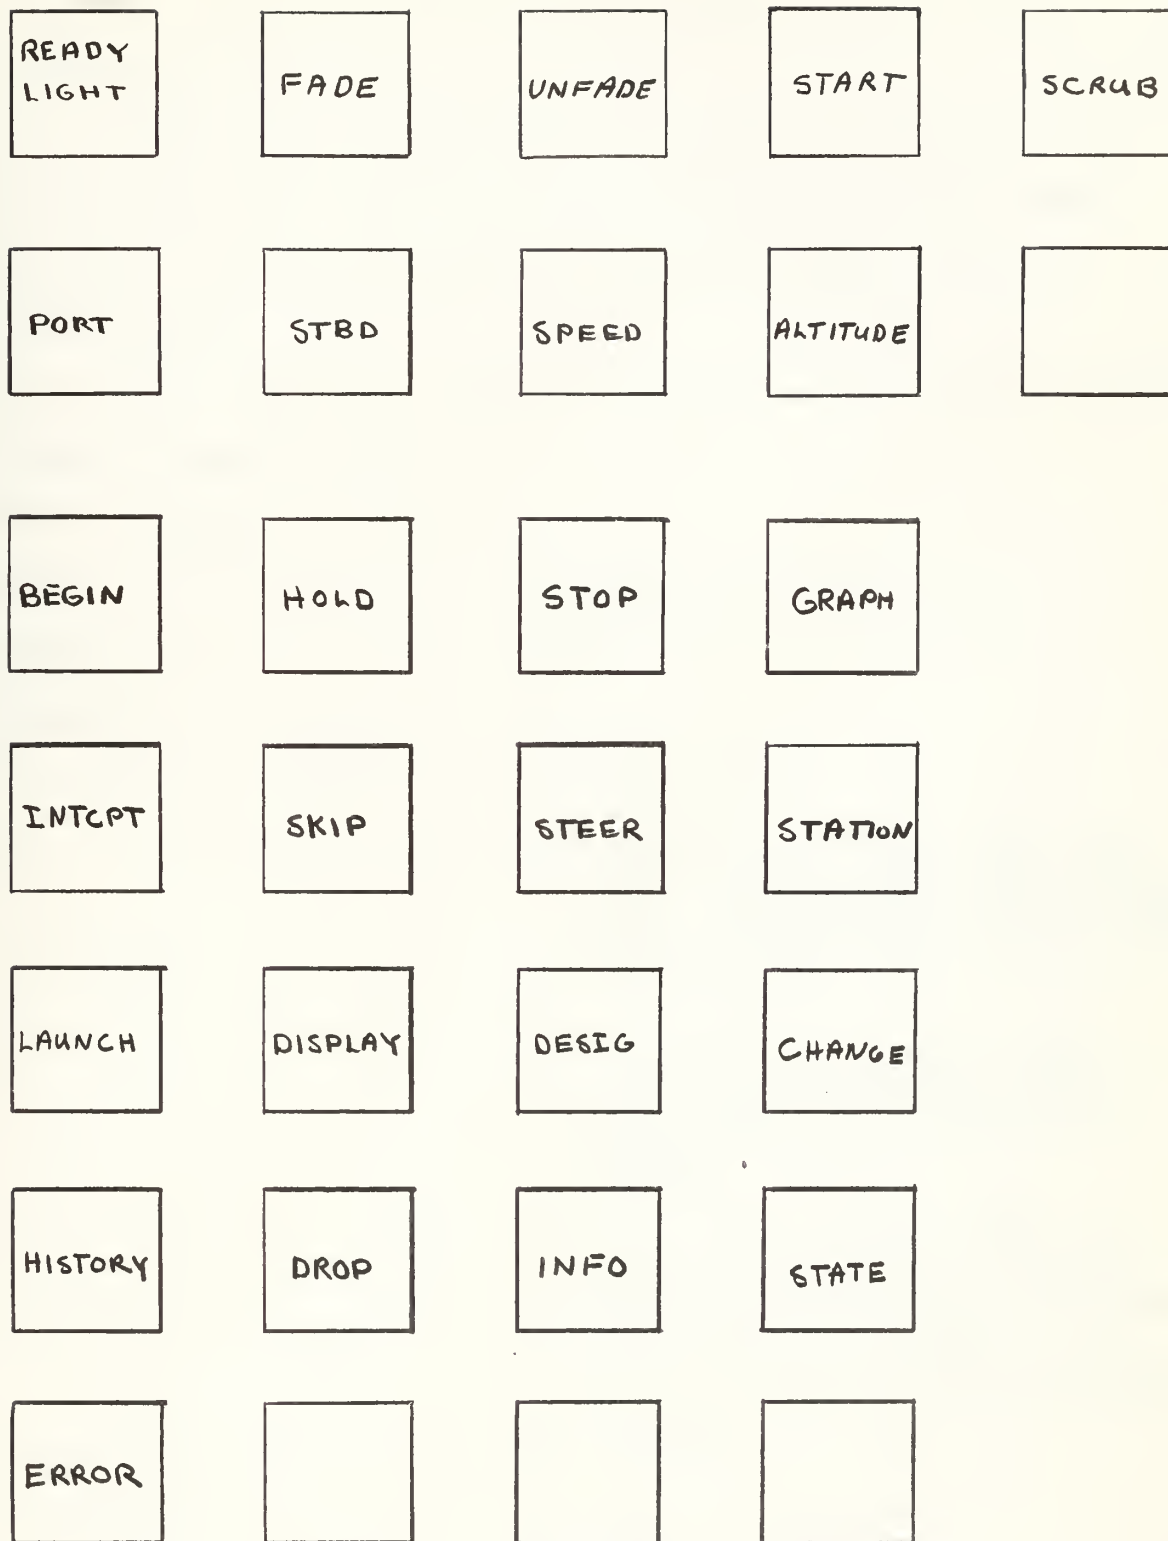 READY
LIGHT
FADE
UNFADE
START
SCRUB
PORT
STBD
SPEED
ALTITUDE
BEGIN
HOLD
STOP
GRAPH
INTCPT
SKIP
STEER
STATION
LAUNCH
DISPLAY
DESIG
CHANGE
HISTORY
DROP
INFO
STATE
ERROR